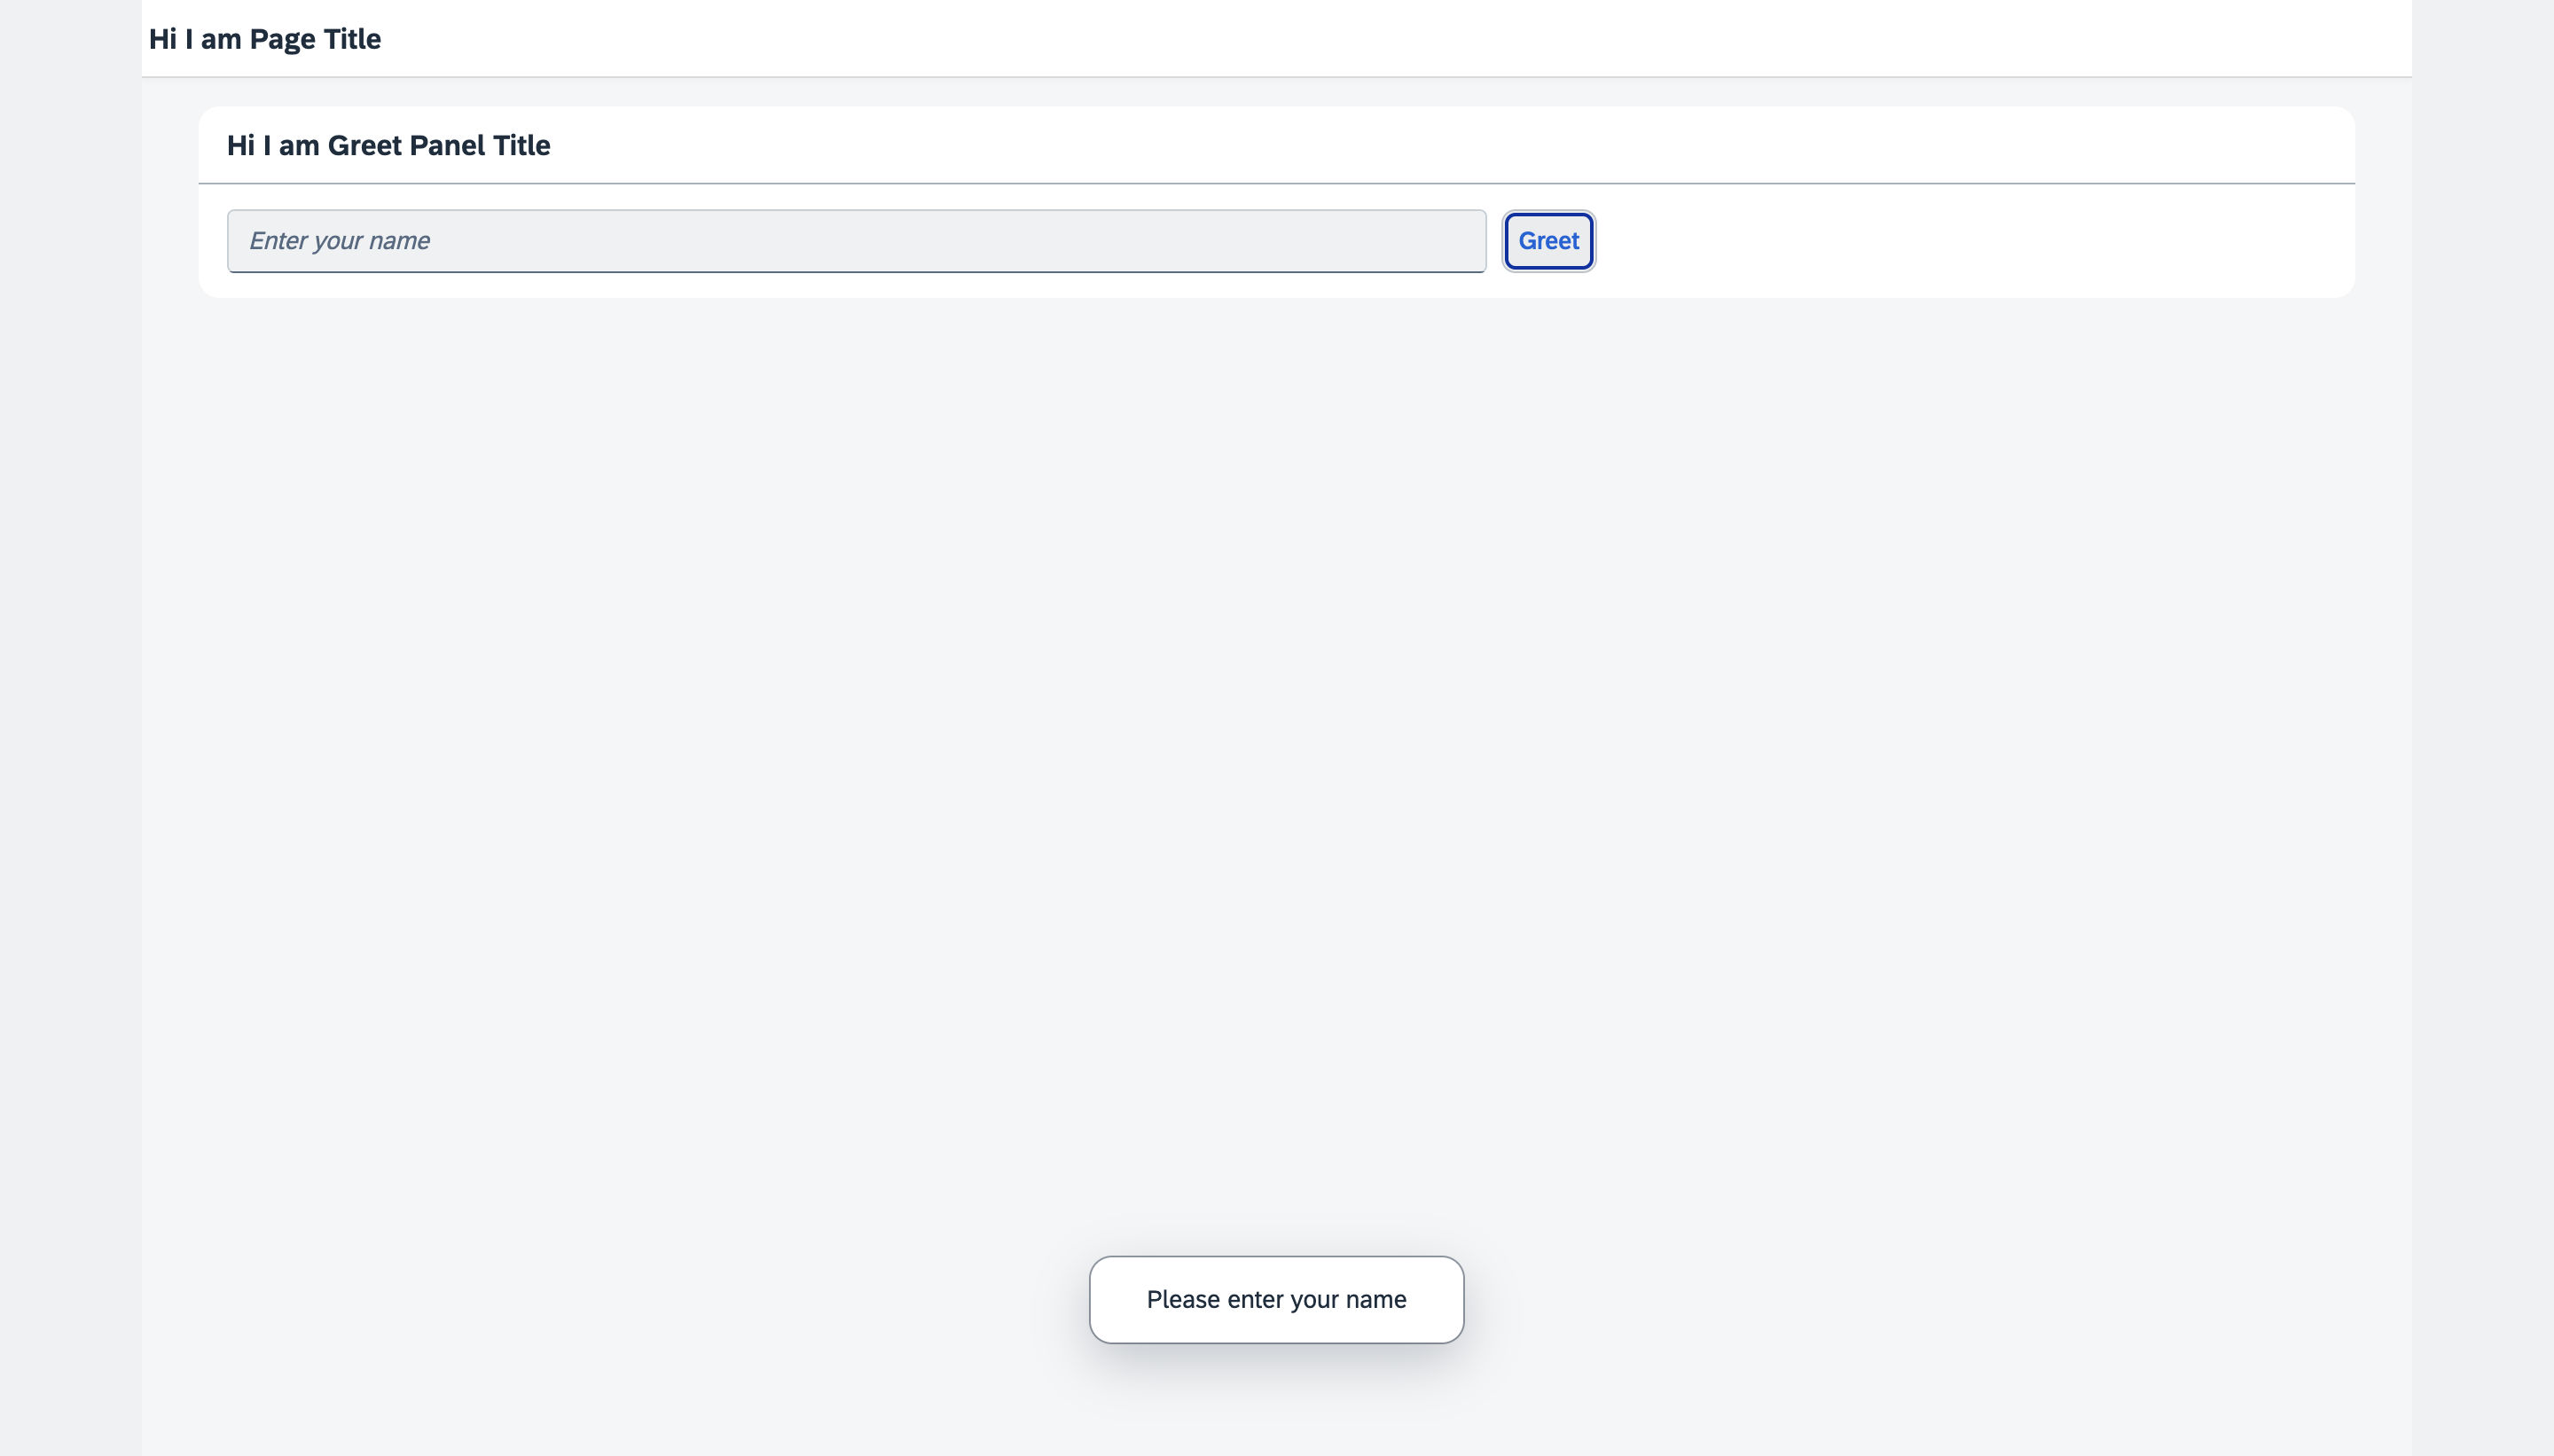 Hi I am Page Title
Hi I am Greet Panel Title
Enter your name
Greet
Please enter your name